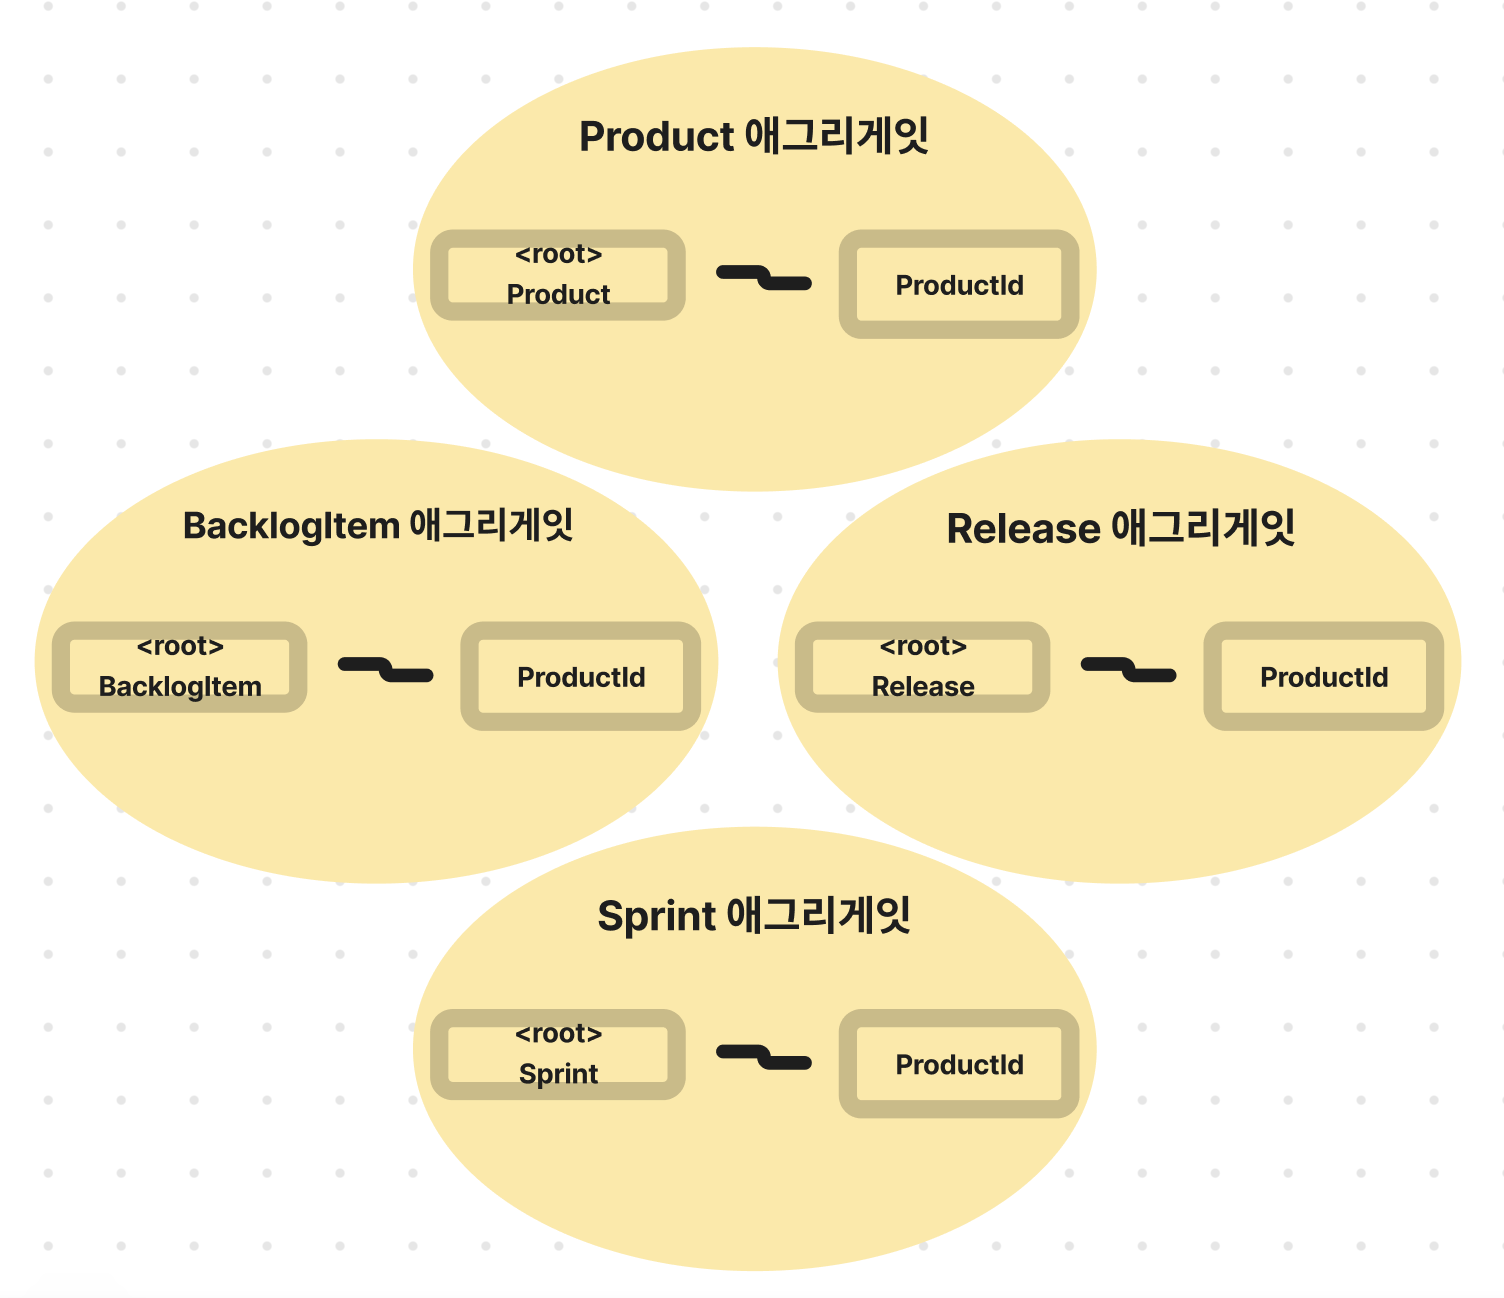 Product 애그리게잇
<root>
Product
ProductId
BacklogItem 애그리게잇
<root>
BacklogItem
ProductId
Release 애그리게잇
<root>
Release
ProductId
Sprint 애그리게잇
<root>
Sprint
ProductId